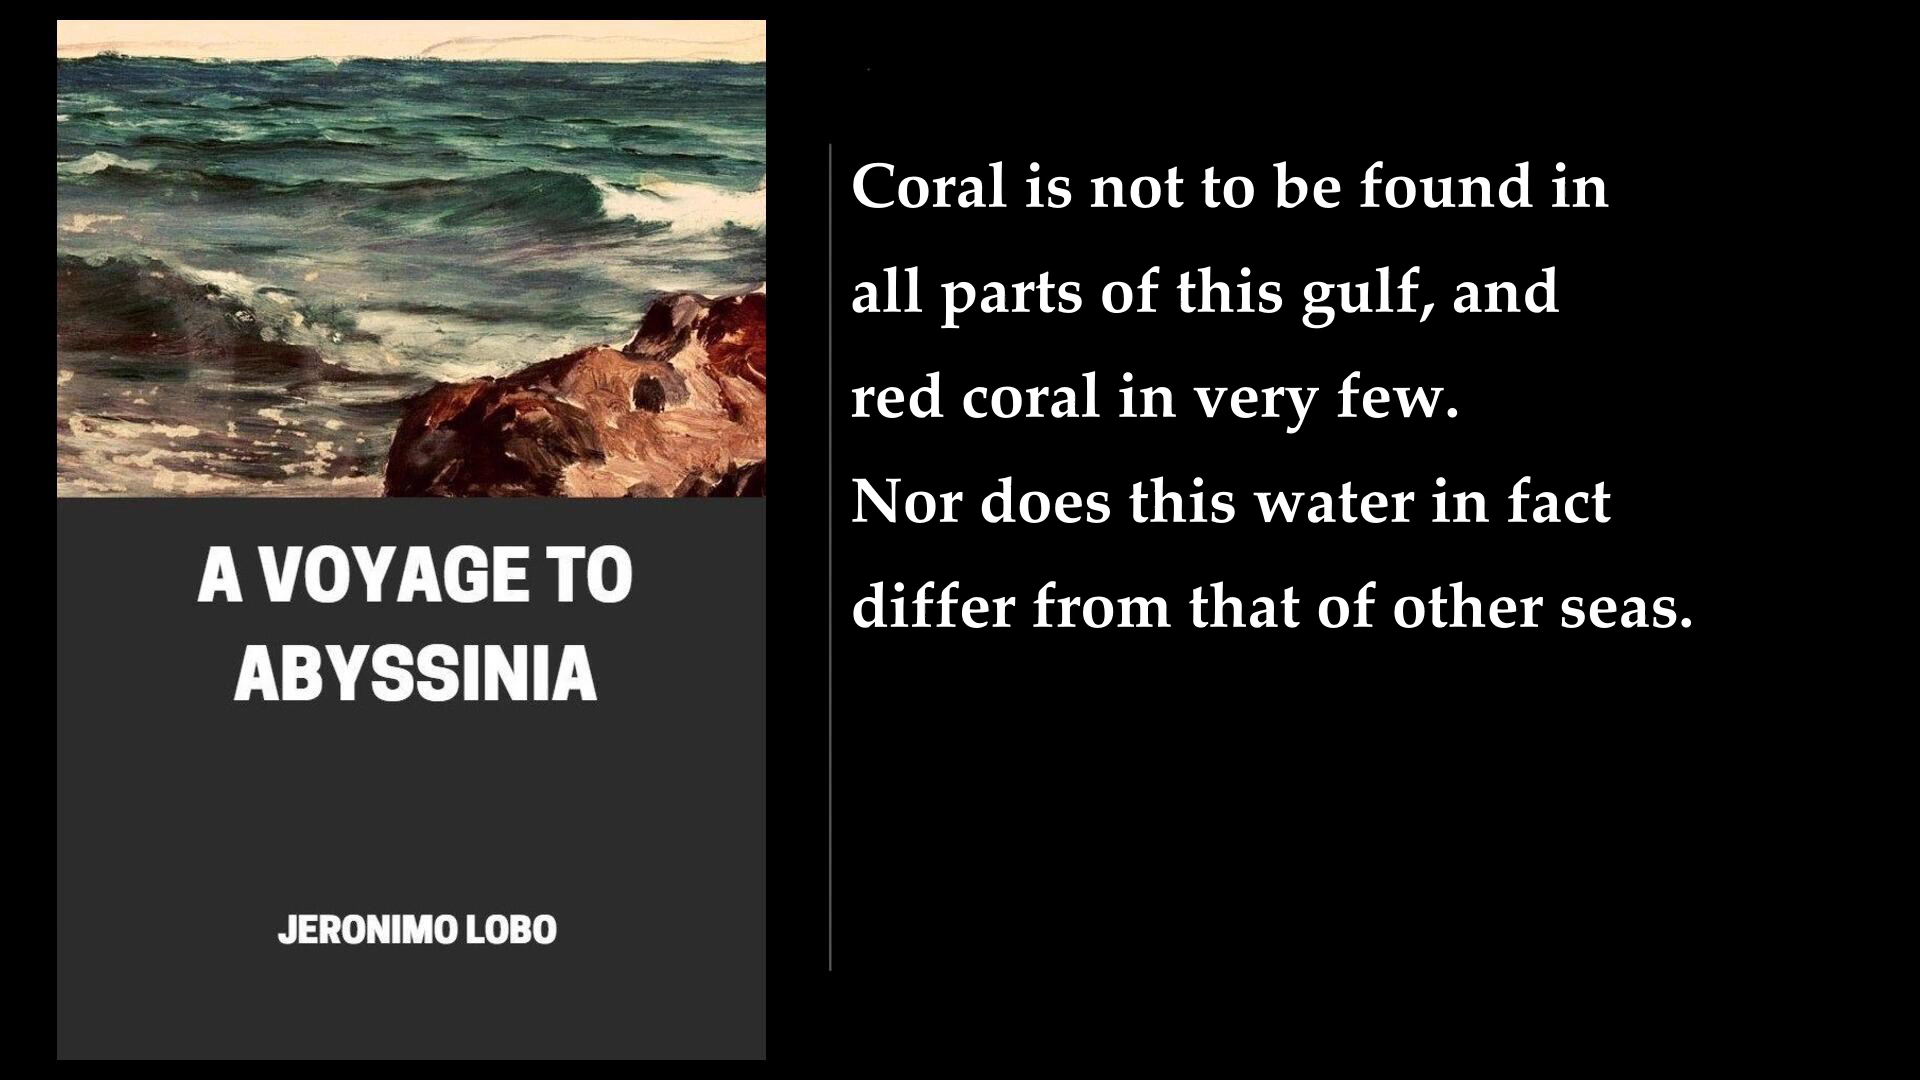 A VOYAGE TO
ABYSSINIA
JERONIMO LOBO
Coral is not to be found in
all parts of this gulf, and
red coral in very few.
Nor does this water in fact
differ from that of other seas.